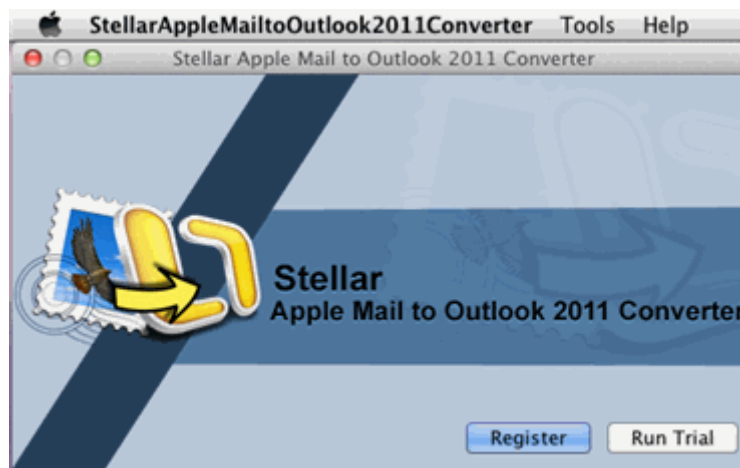 StellarAppleMailtoOutlook2011Converter Tools Help
Stellar Apple Mail to Outlook 2011 Converter
Stellar
Apple Mail to Outlook 2011 Converter
Register Run Trial